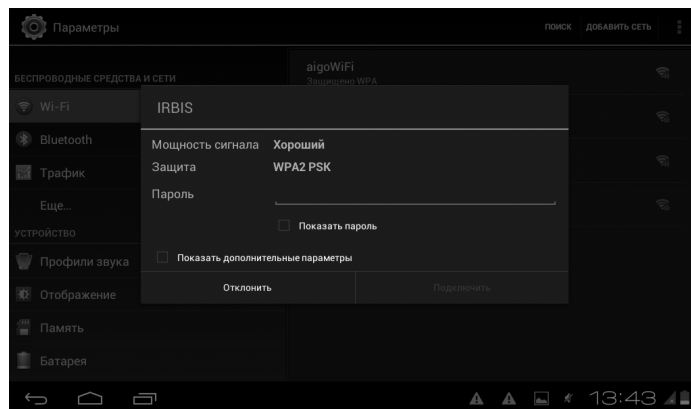 Параметры
ПОИСК ДОБАВИТЬ СЕТЬ
БЕСПРОВОДНЫЕ СРЕДСТВА И СЕТИ
aigoWiFi
Защищено WPA
Wi-Fi
IRBIS
Bluetooth
Мощность сигнала Хороший
Защита WPA2 PSK
Трафик
Пароль
Еще...
Показать пароль
УСТРОЙСТВО
Профили звука
Показать дополнительные параметры
Отображение
Отклонить Подключить
Память
Батарея
13:43